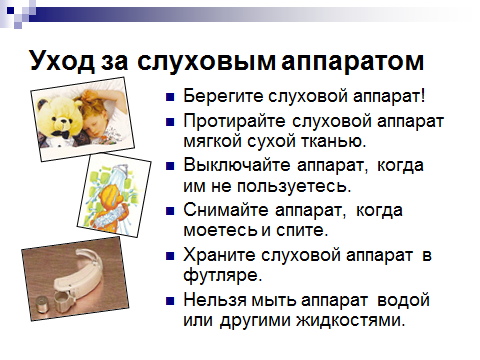 Уход за слуховым аппаратом
Берегите слуховой аппарат!
Протирайте слуховой аппарат
мягкой сухой тканью.
Выключайте аппарат, когда
им не пользуетесь.
Снимайте аппарат, когда
моетесь и спите.
Храните слуховой аппарат в
футляре.
Нельзя мыть аппарат водой
или другими жидкостями.